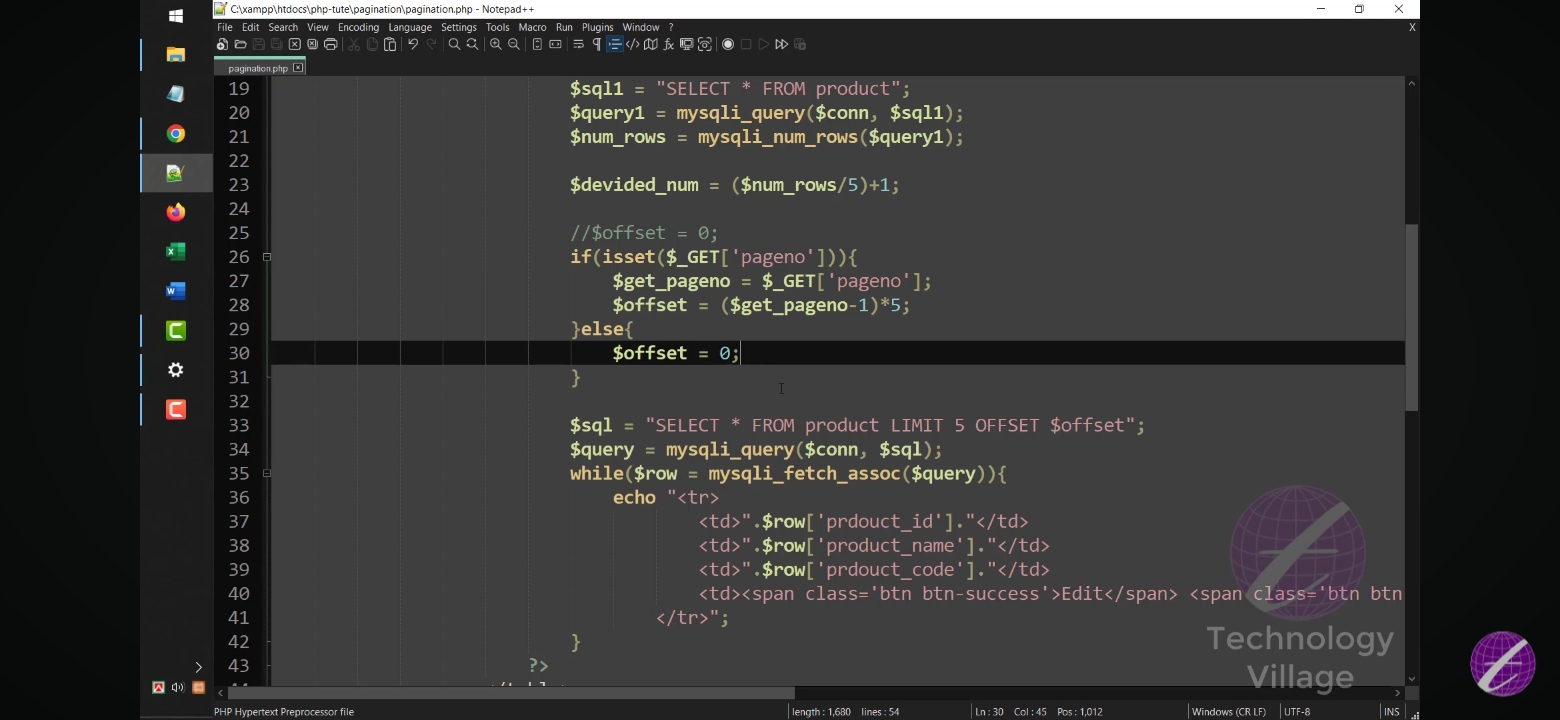 C:\xampp\htdocs\php-tute\pagination\pagination.php - Notepad++
File Edit Search View Encoding Language Settings Tools Macro Run Plugins Window ? X
pagination.php
19 $sql1 = "SELECT * FROM product";
20 $query1 = mysqli_query($conn, $sql1);
21 $num_rows = mysqli_num_rows($query1);
22
23 $devided_num = ($num_rows/5)+1;
24
25 //$offset = 0;
26 if(isset($_GET['pageno'])){
27 $get_pageno = $_GET['pageno'];
28 $offset = ($get_pageno-1)*5;
29 }else{
30 $offset = 0;
31 }
32
33 $sql = "SELECT * FROM product LIMIT 5 OFFSET $offset";
34 $query = mysqli_query($conn, $sql);
35 while($row = mysqli_fetch_assoc($query)){
36 echo "<tr>
37 <td>".$row['prdouct_id']."</td>
38 <td>".$row['product_name']."</td>
39 <td>".$row['prdouct_code']."</td>
40 <td><span class='btn btn-success'>Edit</span> <span class='btn btn
41 </tr>";
42 }
43 ?>
Technology
Village
PHP Hypertext Preprocessor file length : 1,680 lines : 54 Ln : 30 Col : 45 Pos : 1,012 Windows (CR LF) UTF-8 INS